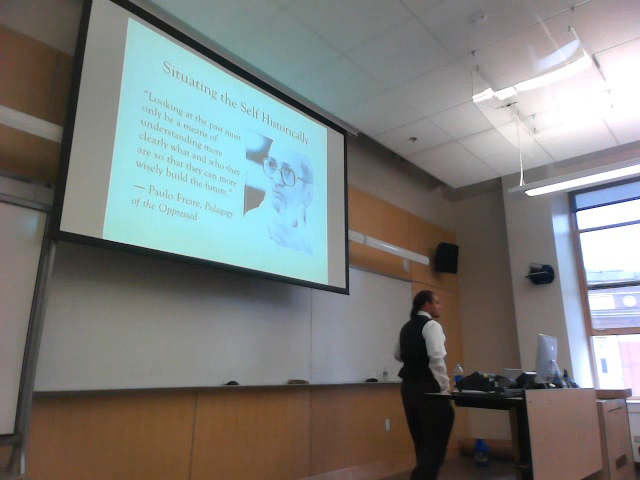 Situating the Self Historically
"Looking at the past must
only be a means of
understanding more
clearly what and who they
are so that they can more
wisely build the future."
— Paulo Freire, Pedagogy
of the Oppressed